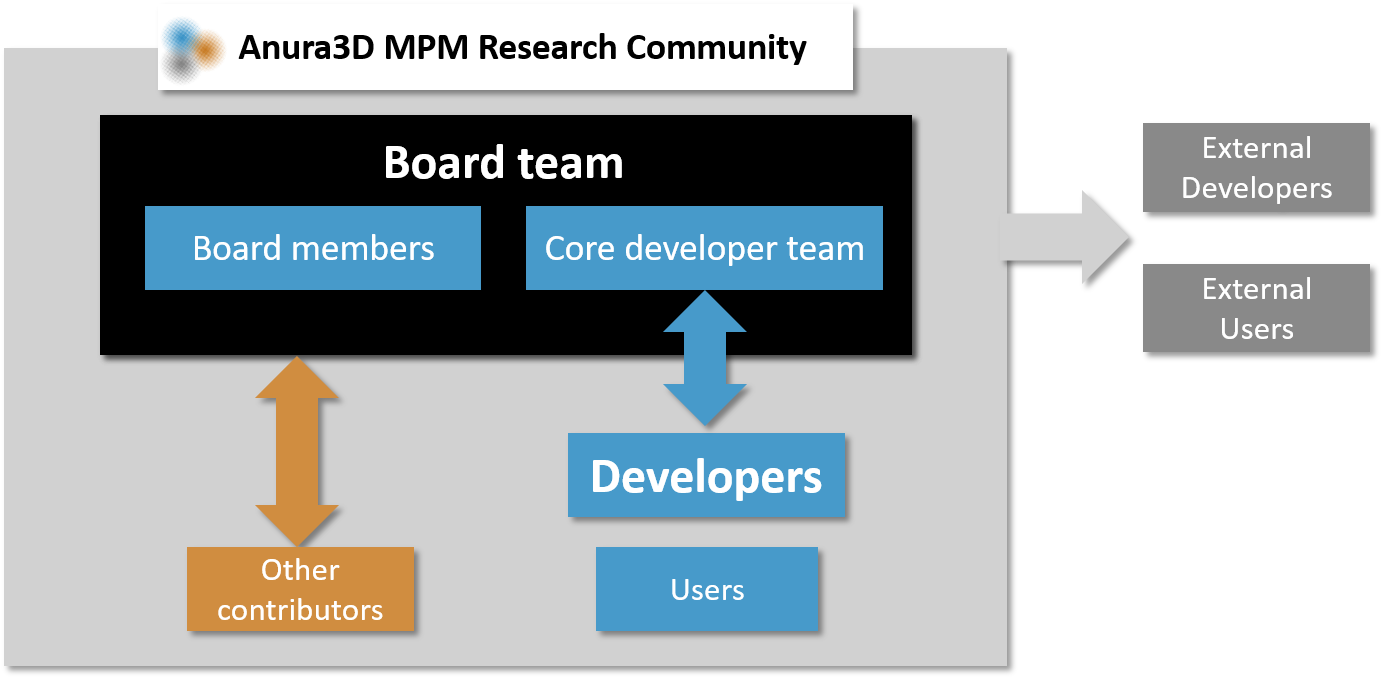 Anura3D MPM Research Community
Board team
Board members
Core developer team
External
Developers
External
Users
Developers
Other
contributors
Users